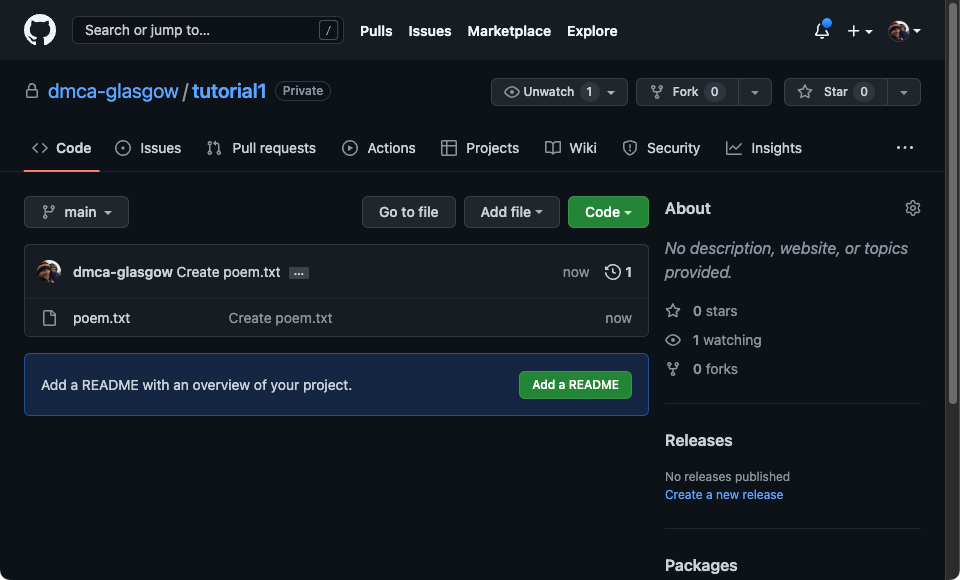 Search or jump to... /
Pulls Issues Marketplace Explore
dmca-glasgow / tutorial1 Private
Unwatch 1 Fork 0 Star 0
Code Issues Pull requests Actions Projects Wiki Security Insights ...
main Go to file Add file Code
dmca-glasgow Create poem.txt ... now 1
poem.txt Create poem.txt now
Add a README with an overview of your project. Add a README
About
No description, website, or topics
provided.
0 stars
1 watching
0 forks
Releases
No releases published
Create a new release
Packages